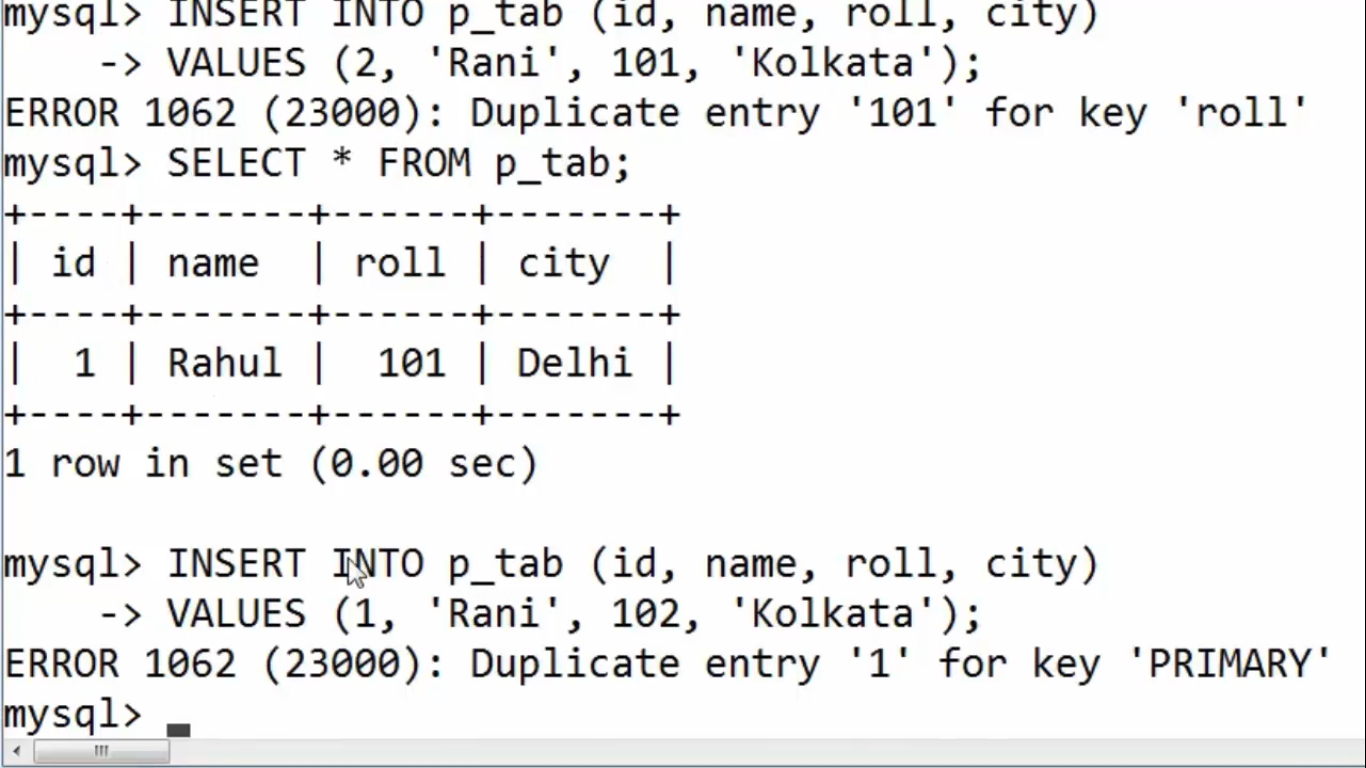 mysql> INSERT INTO p_tab (id, name, roll, city)
    -> VALUES (2, 'Rani', 101, 'Kolkata');
ERROR 1062 (23000): Duplicate entry '101' for key 'roll'
mysql> SELECT * FROM p_tab;
+----+-------+------+-------+
| id | name  | roll | city  |
+----+-------+------+-------+
|  1 | Rahul |  101 | Delhi |
+----+-------+------+-------+
1 row in set (0.00 sec)
mysql> INSERT INTO p_tab (id, name, roll, city)
    -> VALUES (1, 'Rani', 102, 'Kolkata');
ERROR 1062 (23000): Duplicate entry '1' for key 'PRIMARY'
mysql>